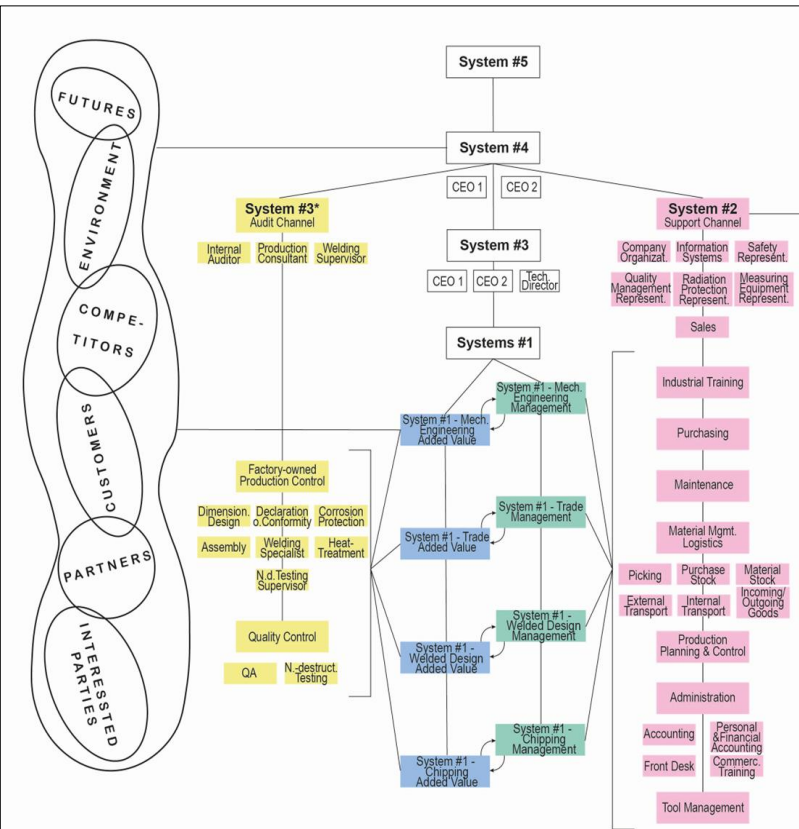 System #5
FUTURES
System #4
ENVIRONMENT
CEO 1
CEO 2
System #3*
Audit Channel
System #2
Support Channel
Internal
Auditor
Production
Consultant
Welding
Supervisor
System #3
Company
Organizat.
Information
Systems
Safety
Represent.
CEO 1
CEO 2
Tech.
Director
Quality
Management
Represent.
Radiation
Protection
Represent.
Measuring
Equipment
Represent.
COMPE-
TITORS
Systems #1
Sales
System #1 - Mech.
Engineering
Management
Industrial Training
System #1 - Mech.
Engineering
Added Value
CUSTOMERS
Purchasing
Factory-owned
Production Control
Maintenance
Dimension.
Design
Declaration
o.Conformity
Corrosion
Protection
System #1 - Trade
Management
Assembly
Welding
Specialist
Heat-
Treatment
System #1 - Trade
Added Value
Material Mgmt.
Logistics
PARTNERS
N.d.Testing
Supervisor
Picking
Purchase
Stock
Material
Stock
External
Transport
Internal
Transport
Incoming/
Outgoing
Goods
Quality Control
System #1 -
Welded Design
Management
Production
Planning & Control
INTERESSTED
PARTIES
QA
N.-destruct.
Testing
System #1 -
Welded Design
Added Value
Administration
System #1 -
Chipping
Management
Accounting
Personal
&Financial
Accounting
System #1 -
Chipping
Added Value
Front Desk
Commerc.
Training
Tool Management